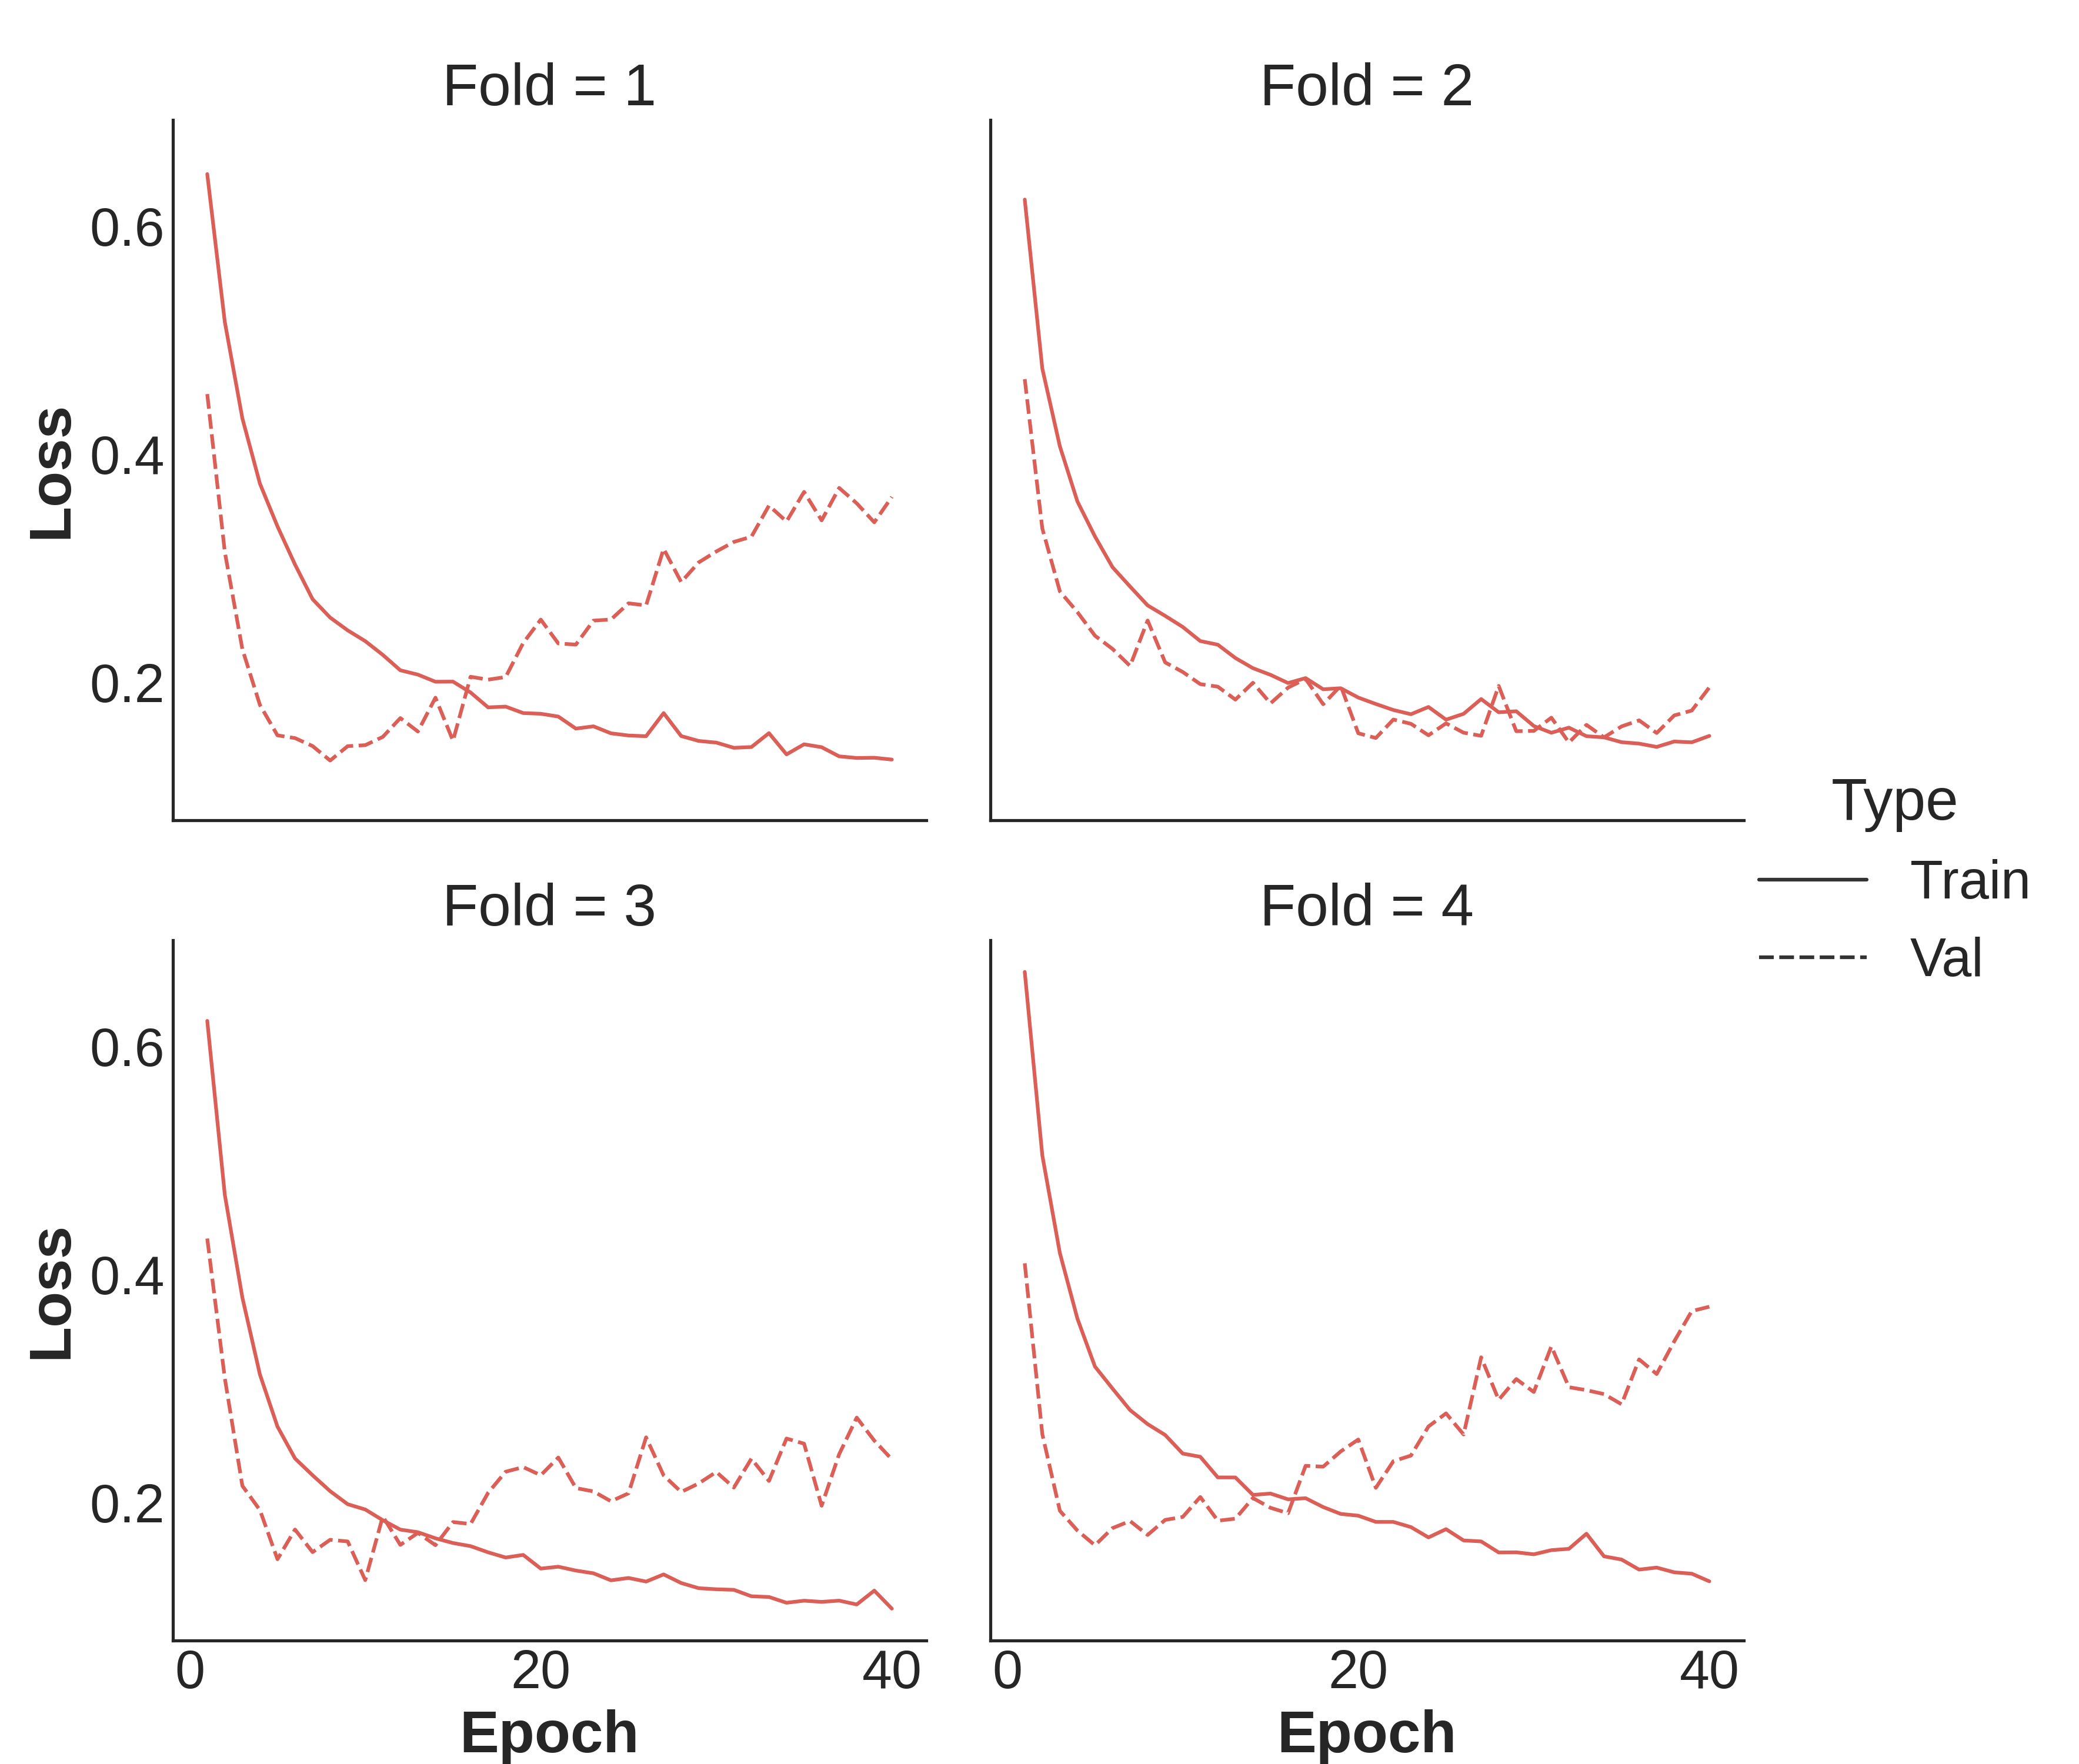 Fold = 1
Fold = 2
Loss
0.6
0.4
0.2
Type
Train
Val
Fold = 3
Fold = 4
Loss
0.6
0.4
0.2
0 20 40
0 20 40
Epoch
Epoch